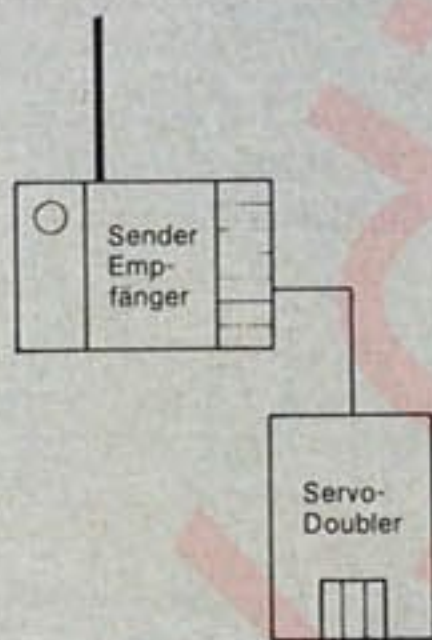 Sender
Emp-
fänger
Servo-
Doubler